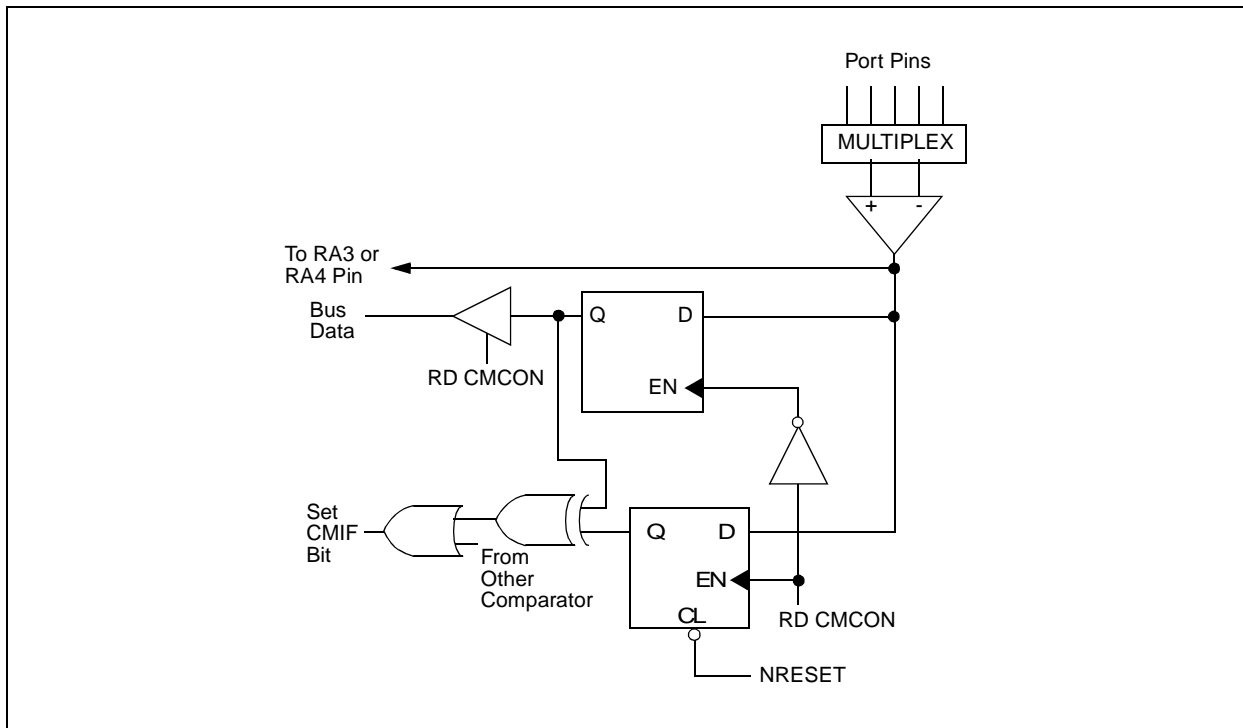 Port Pins
MULTIPLEX
+ -
To RA3 or
RA4 Pin
Bus
Data
Q D
EN
RD CMCON
Set
CMIF
Bit
From
Other
Comparator
Q D
EN
CL
RD CMCON
NRESET